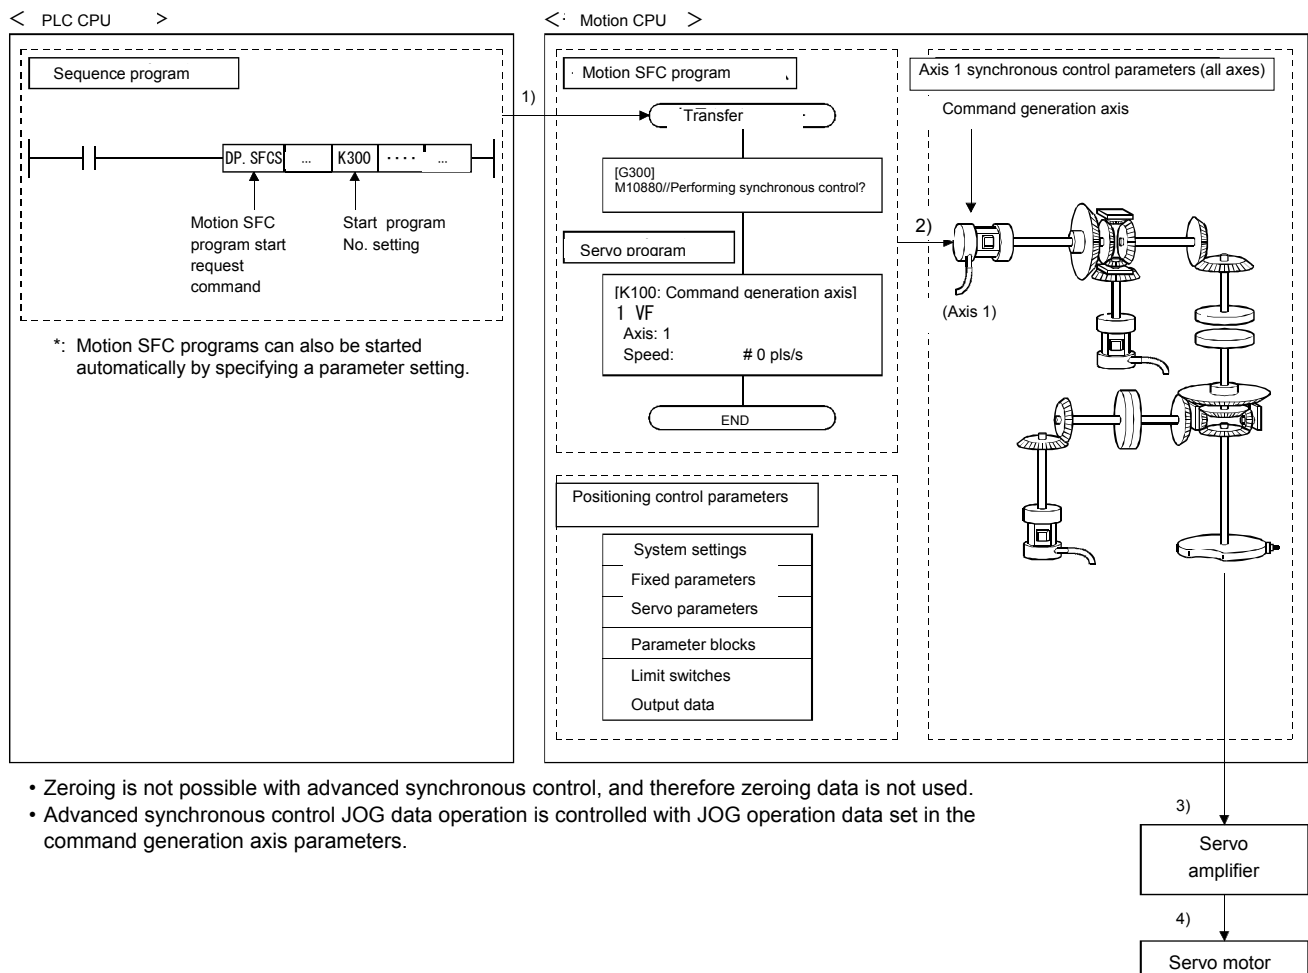 < PLC CPU >
Sequence program
DP. SFCS ... K300 ···· ...
Motion SFC
program start
request
command
Start program
No. setting
*: Motion SFC programs can also be started
automatically by specifying a parameter setting.
1)
< Motion CPU >
Motion SFC program
Transfer
[G300]
M10880//Performing synchronous control?
Servo program
[K100: Command generation axis]
1 VF
Axis: 1
Speed: # 0 pls/s
END
Positioning control parameters
System settings
Fixed parameters
Servo parameters
Parameter blocks
Limit switches
Output data
2)
Axis 1 synchronous control parameters (all axes)
Command generation axis
(Axis 1)
• Zeroing is not possible with advanced synchronous control, and therefore zeroing data is not used.
• Advanced synchronous control JOG data operation is controlled with JOG operation data set in the
command generation axis parameters.
3)
Servo
amplifier
4)
Servo motor